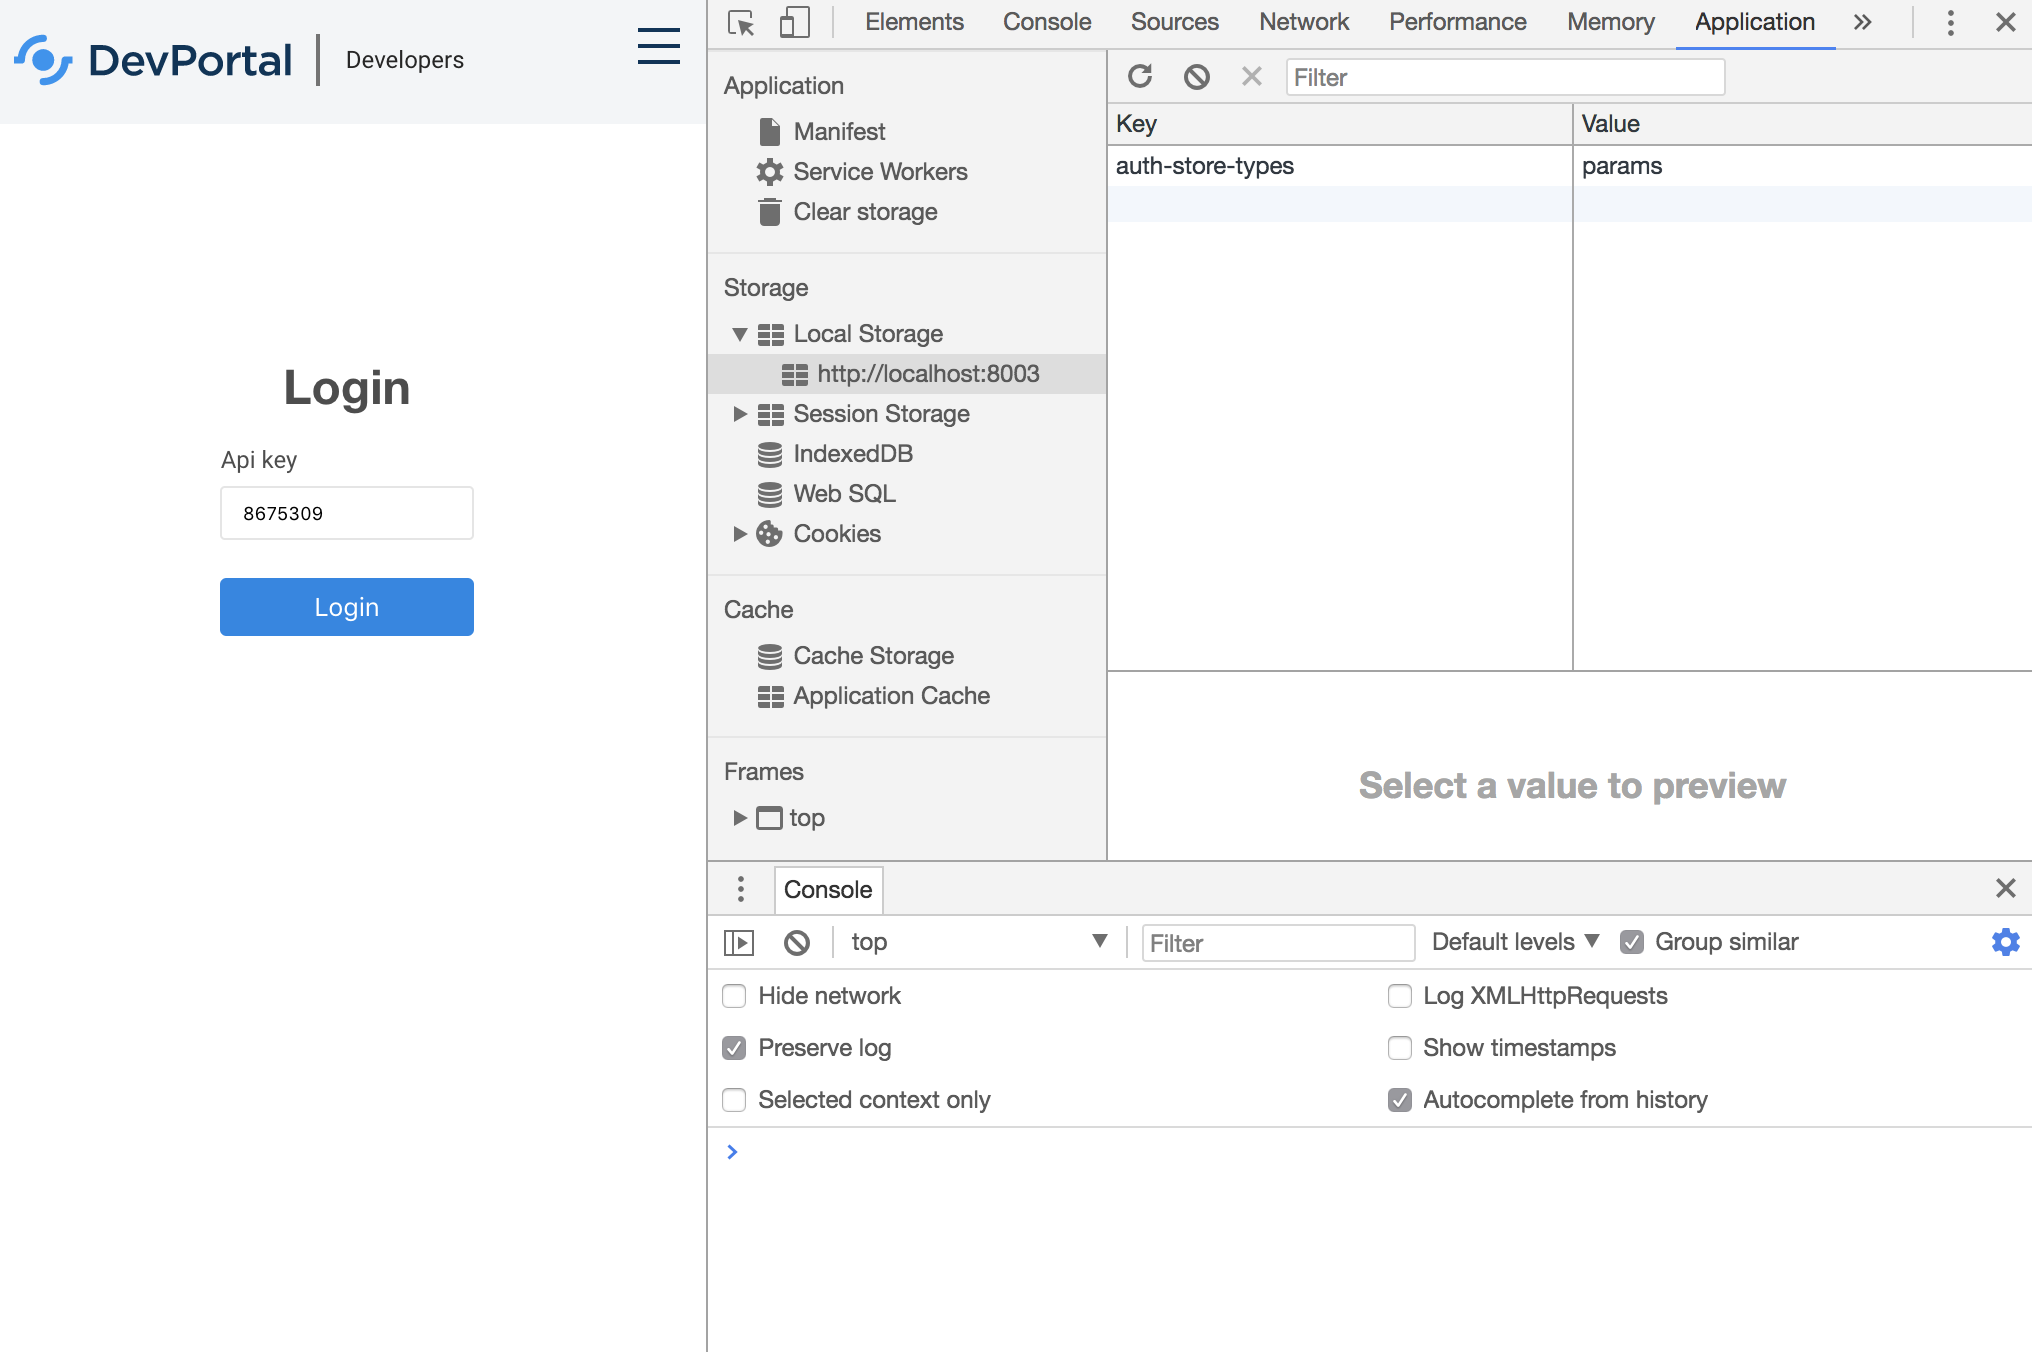 DevPortal
Developers
Login
Api key
8675309
Login
Elements Console Sources Network Performance Memory Application »
Application
Manifest
Service Workers
Clear storage
Storage
Local Storage
http://localhost:8003
Session Storage
IndexedDB
Web SQL
Cookies
Cache
Cache Storage
Application Cache
Frames
top
Filter
Key Value
auth-store-types params
Select a value to preview
Console
top Filter Default levels Group similar
Hide network Log XMLHttpRequests
Preserve log Show timestamps
Selected context only Autocomplete from history